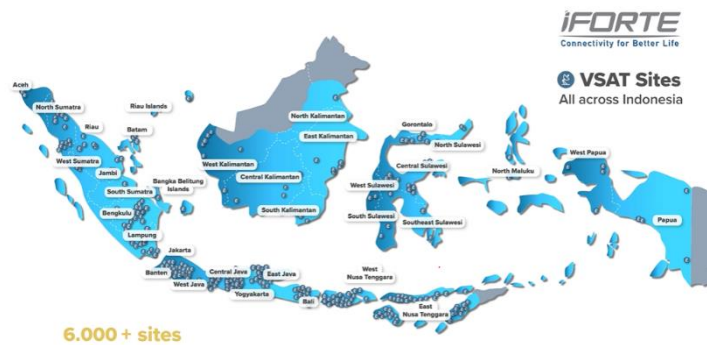 iFORTE
Connectivity for Better Life
VSAT Sites
All across Indonesia
Aceh
North Sumatra
Riau Islands
Riau
Batam
West Sumatra
Jambi
South Sumatra
Bangka Belitung
Islands
Bengkulu
Lampung
North Kalimantan
East Kalimantan
West Kalimantan
Central Kalimantan
South Kalimantan
Gorontalo
North Sulawesi
Central Sulawesi
West Sulawesi
South Sulawesi
Southeast Sulawesi
North Maluku
West Papua
Papua
Jakarta
Banten
West Java
Central Java
Yogyakarta
East Java
Bali
West
Nusa Tenggara
East
Nusa Tenggara
6.000 + sites